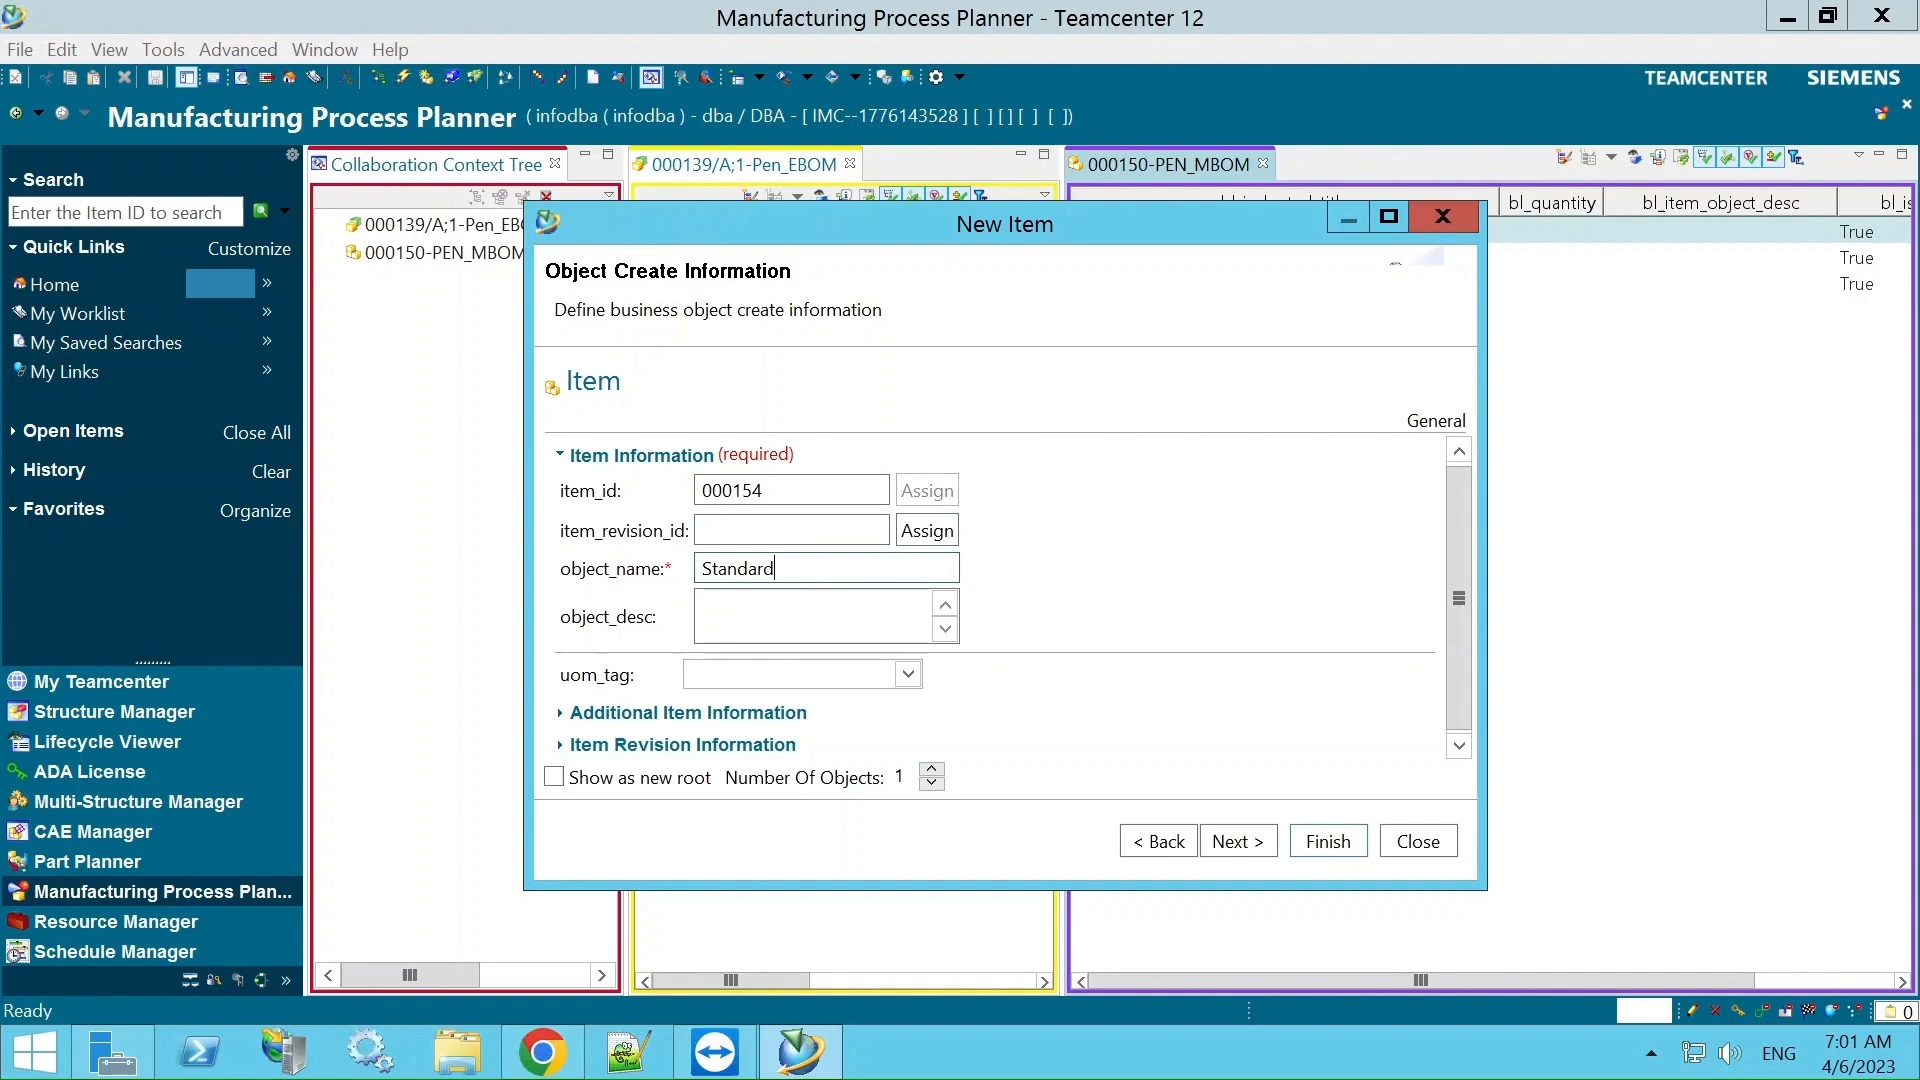 Manufacturing Process Planner - Teamcenter 12
File Edit View Tools Advanced Window Help
TEAMCENTER SIEMENS
Manufacturing Process Planner ( infodba ( infodba ) - dba / DBA - [ IMC--1776143528 ] [ ] [ ] [ ] [ ])
Search
Enter the Item ID to search
Quick Links Customize
Home
My Worklist
My Saved Searches
My Links
Open Items Close All
History Clear
Favorites Organize
My Teamcenter
Structure Manager
Lifecycle Viewer
ADA License
Multi-Structure Manager
CAE Manager
Part Planner
Manufacturing Process Plan...
Resource Manager
Schedule Manager
Collaboration Context Tree
000139/A;1-Pen_EBO
000150-PEN_MBOM
000139/A;1-Pen_EBOM
000150-PEN_MBOM
bl_quantity bl_item_object_desc bl_is
True
True
True
New Item
Object Create Information
Define business object create information
Item
General
Item Information (required)
item_id: 000154 Assign
item_revision_id: Assign
object_name:* Standard
object_desc:
uom_tag:
Additional Item Information
Item Revision Information
Show as new root Number Of Objects: 1
< Back Next > Finish Close
Ready
0
ENG
7:01 AM
4/6/2023